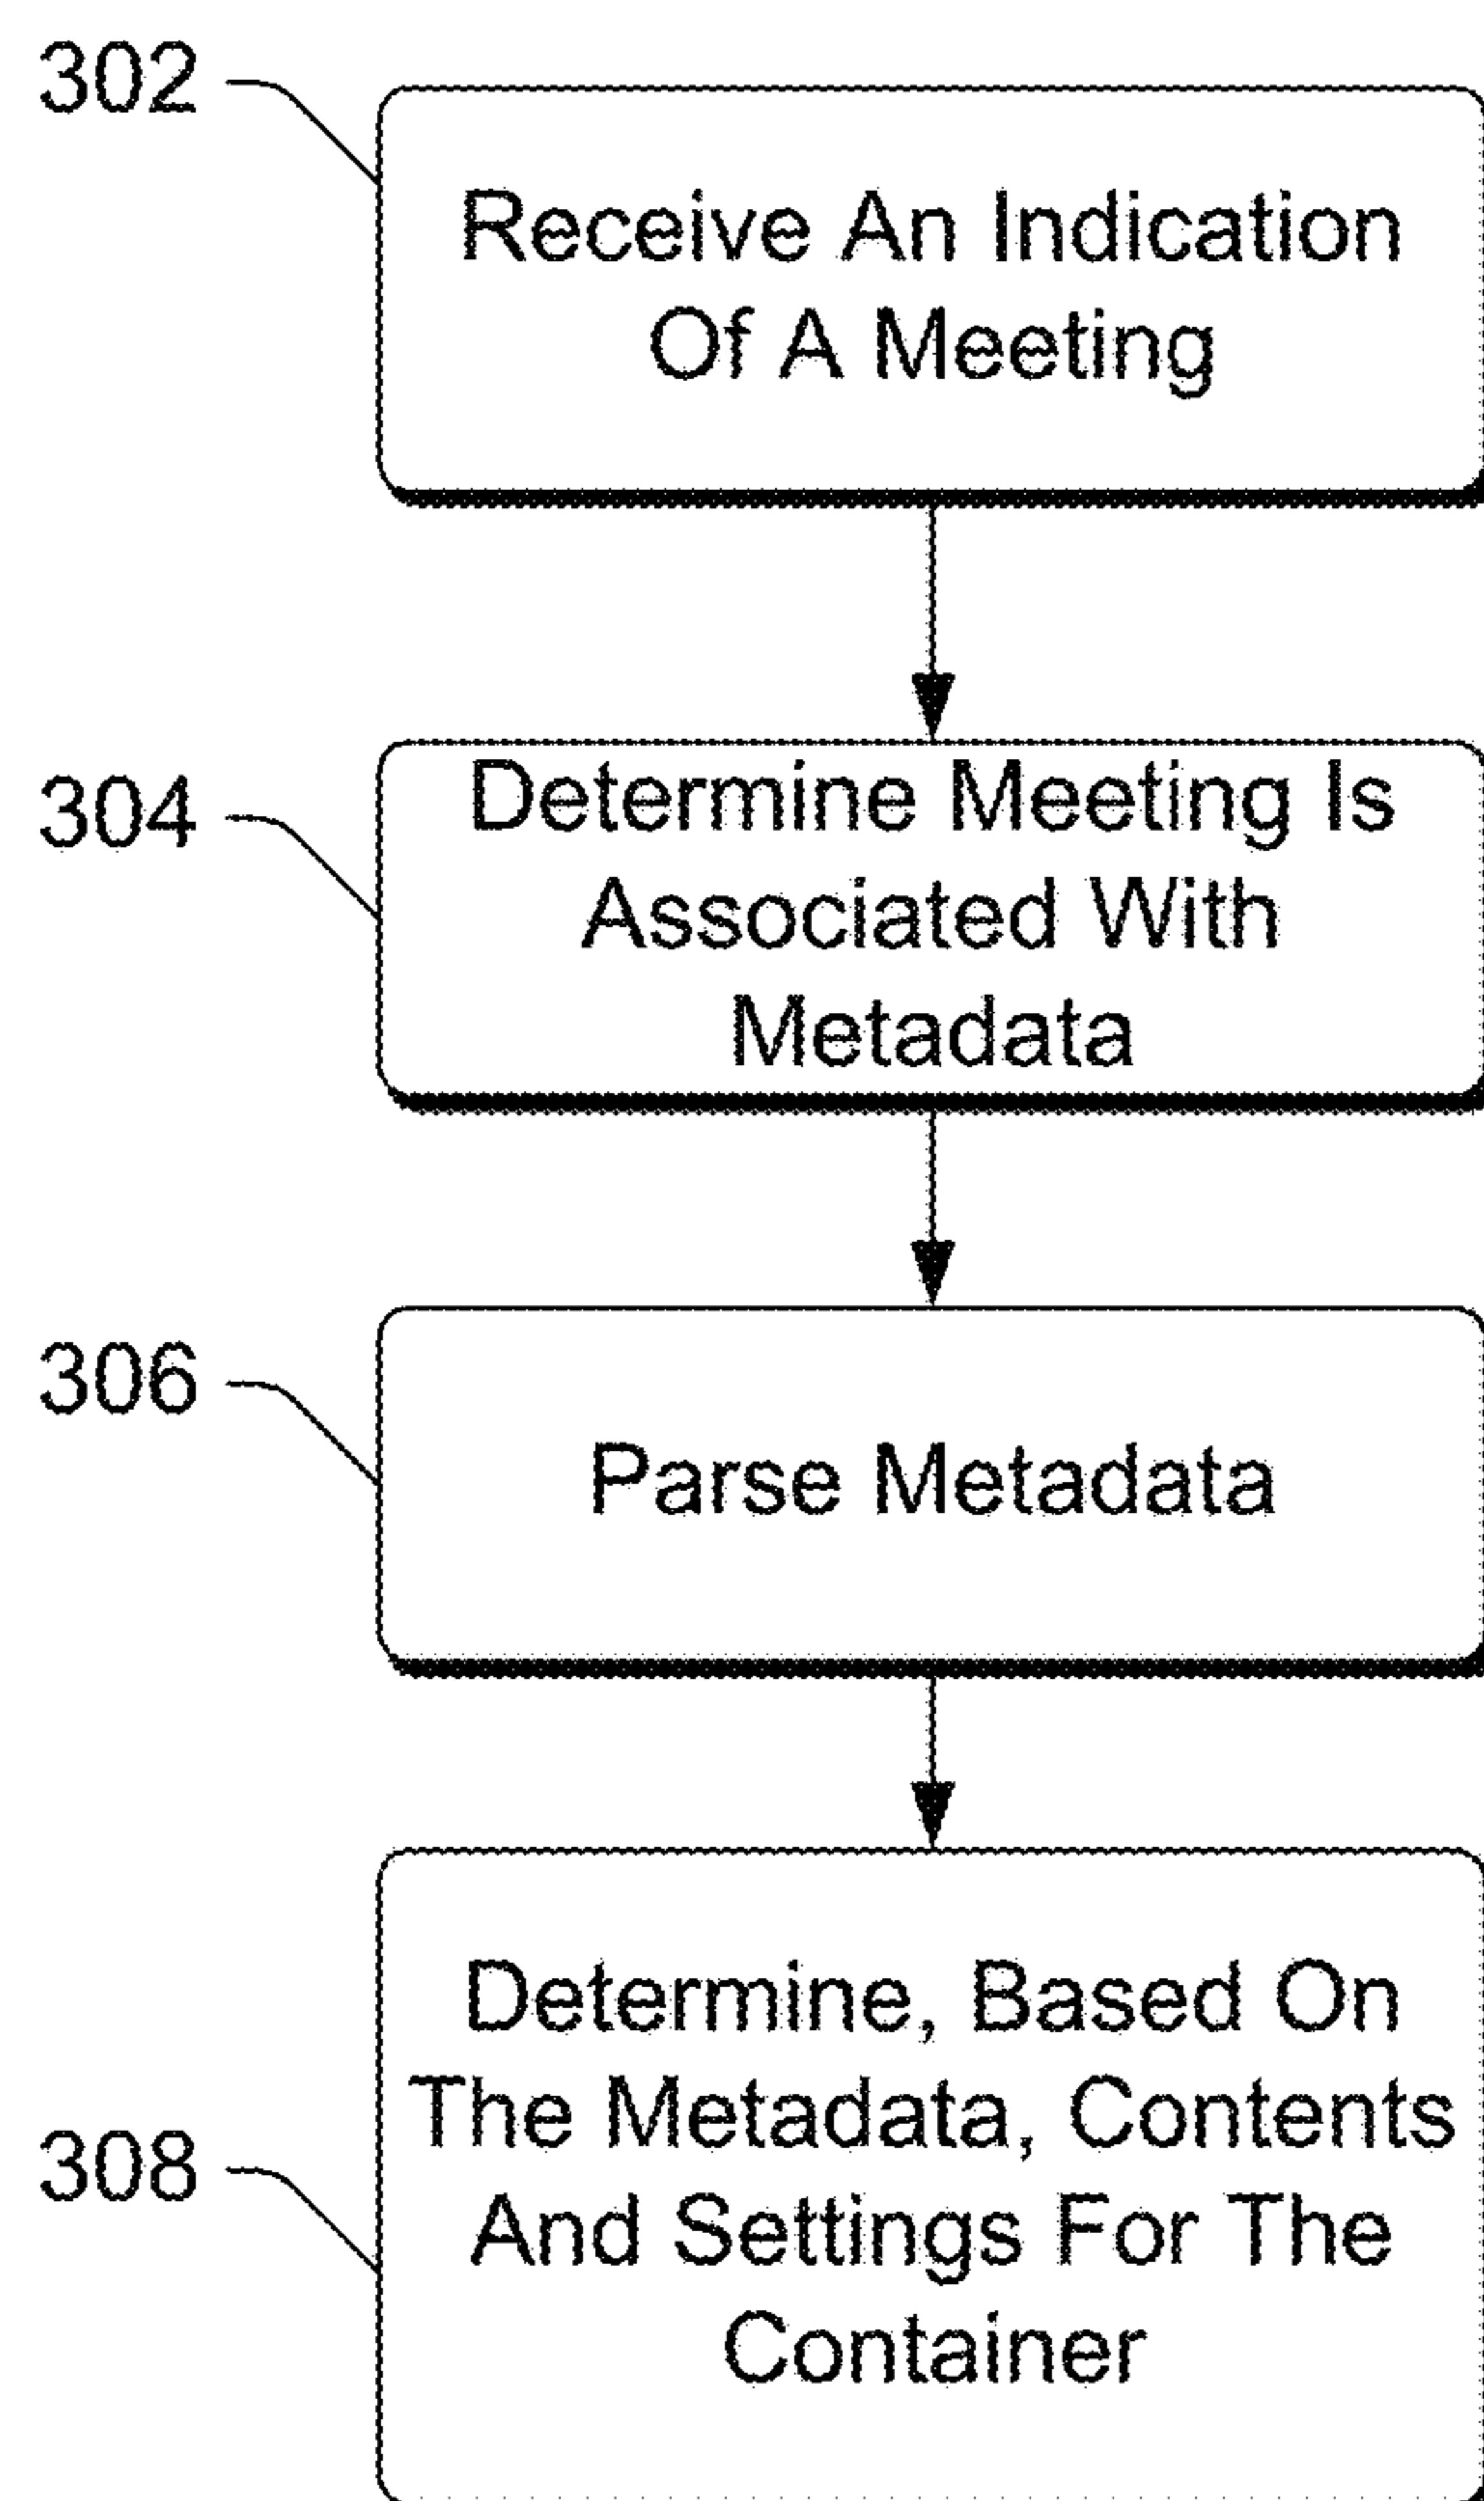 302
Receive An Indication
Of A Meeting
304
Determine Meeting Is
Associated With
Metadata
306
Parse Metadata
308
Determine, Based On
The Metadata, Contents
And Settings For The
Container